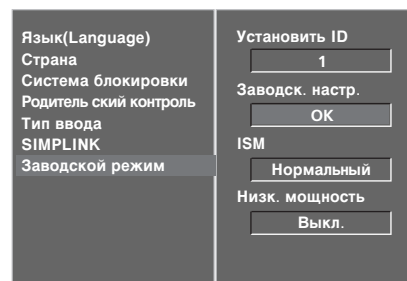 Язык(Language)
Страна
Система блокировки
Родитель ский контроль
Тип ввода
SIMPLINK
Заводской режим
Установить ID
1
Заводск. настр.
ОК
ISM
Нормальный
Низк. мощность
Выкл.